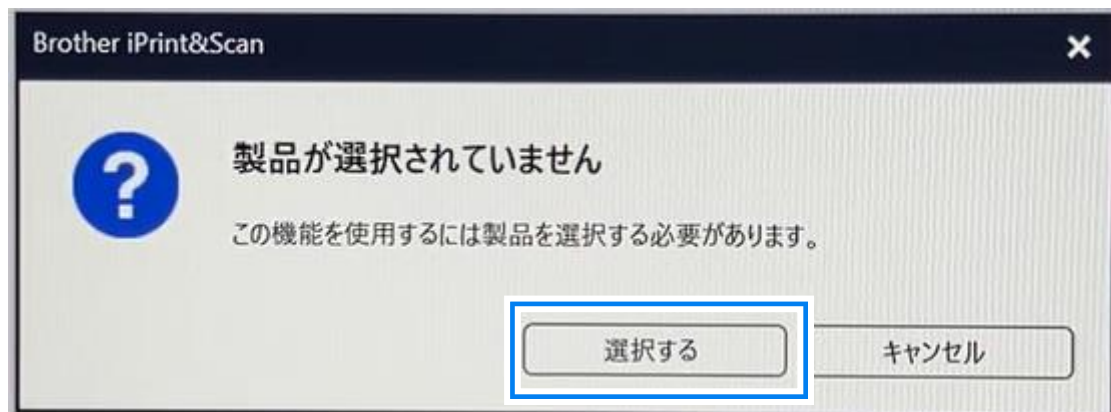 Brother iPrint&Scan
製品が選択されていません
この機能を使用するには製品を選択する必要があります。
選択する
キャンセル